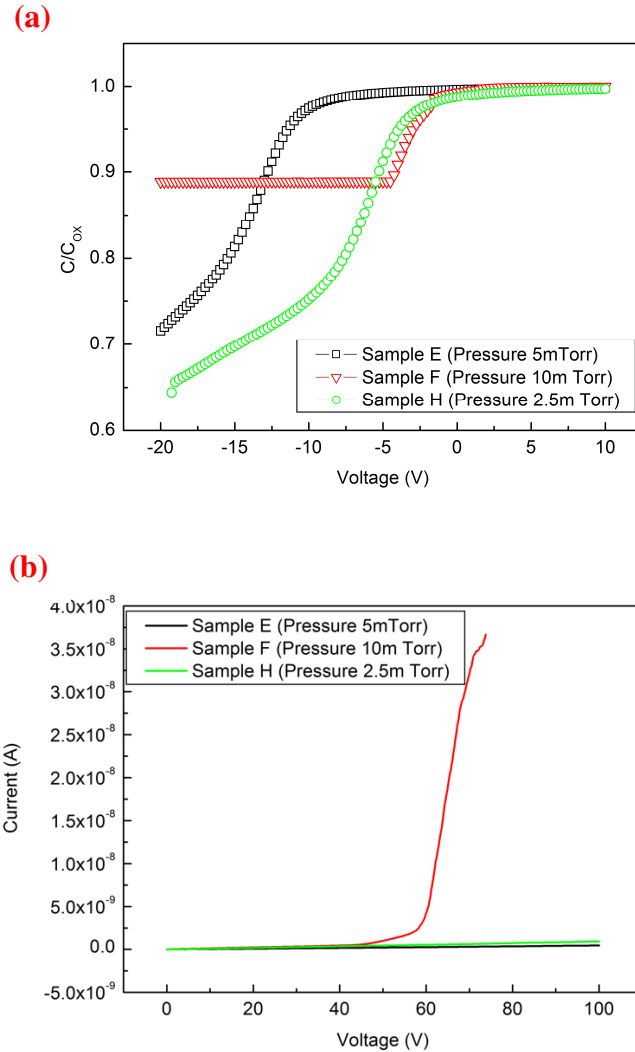 (a)
1.0
0.9
0.8
0.7
0.6
C/C_OX
Sample E (Pressure 5mTorr)
Sample F (Pressure 10m Torr)
Sample H (Pressure 2.5m Torr)
-20 -15 -10 -5 0 5 10
Voltage (V)
(b)
4.0x10^-8
3.5x10^-8
3.0x10^-8
2.5x10^-8
2.0x10^-8
1.5x10^-8
1.0x10^-8
5.0x10^-9
0.0
-5.0x10^-9
Current (A)
Sample E (Pressure 5mTorr)
Sample F (Pressure 10m Torr)
Sample H (Pressure 2.5m Torr)
0 20 40 60 80 100
Voltage (V)